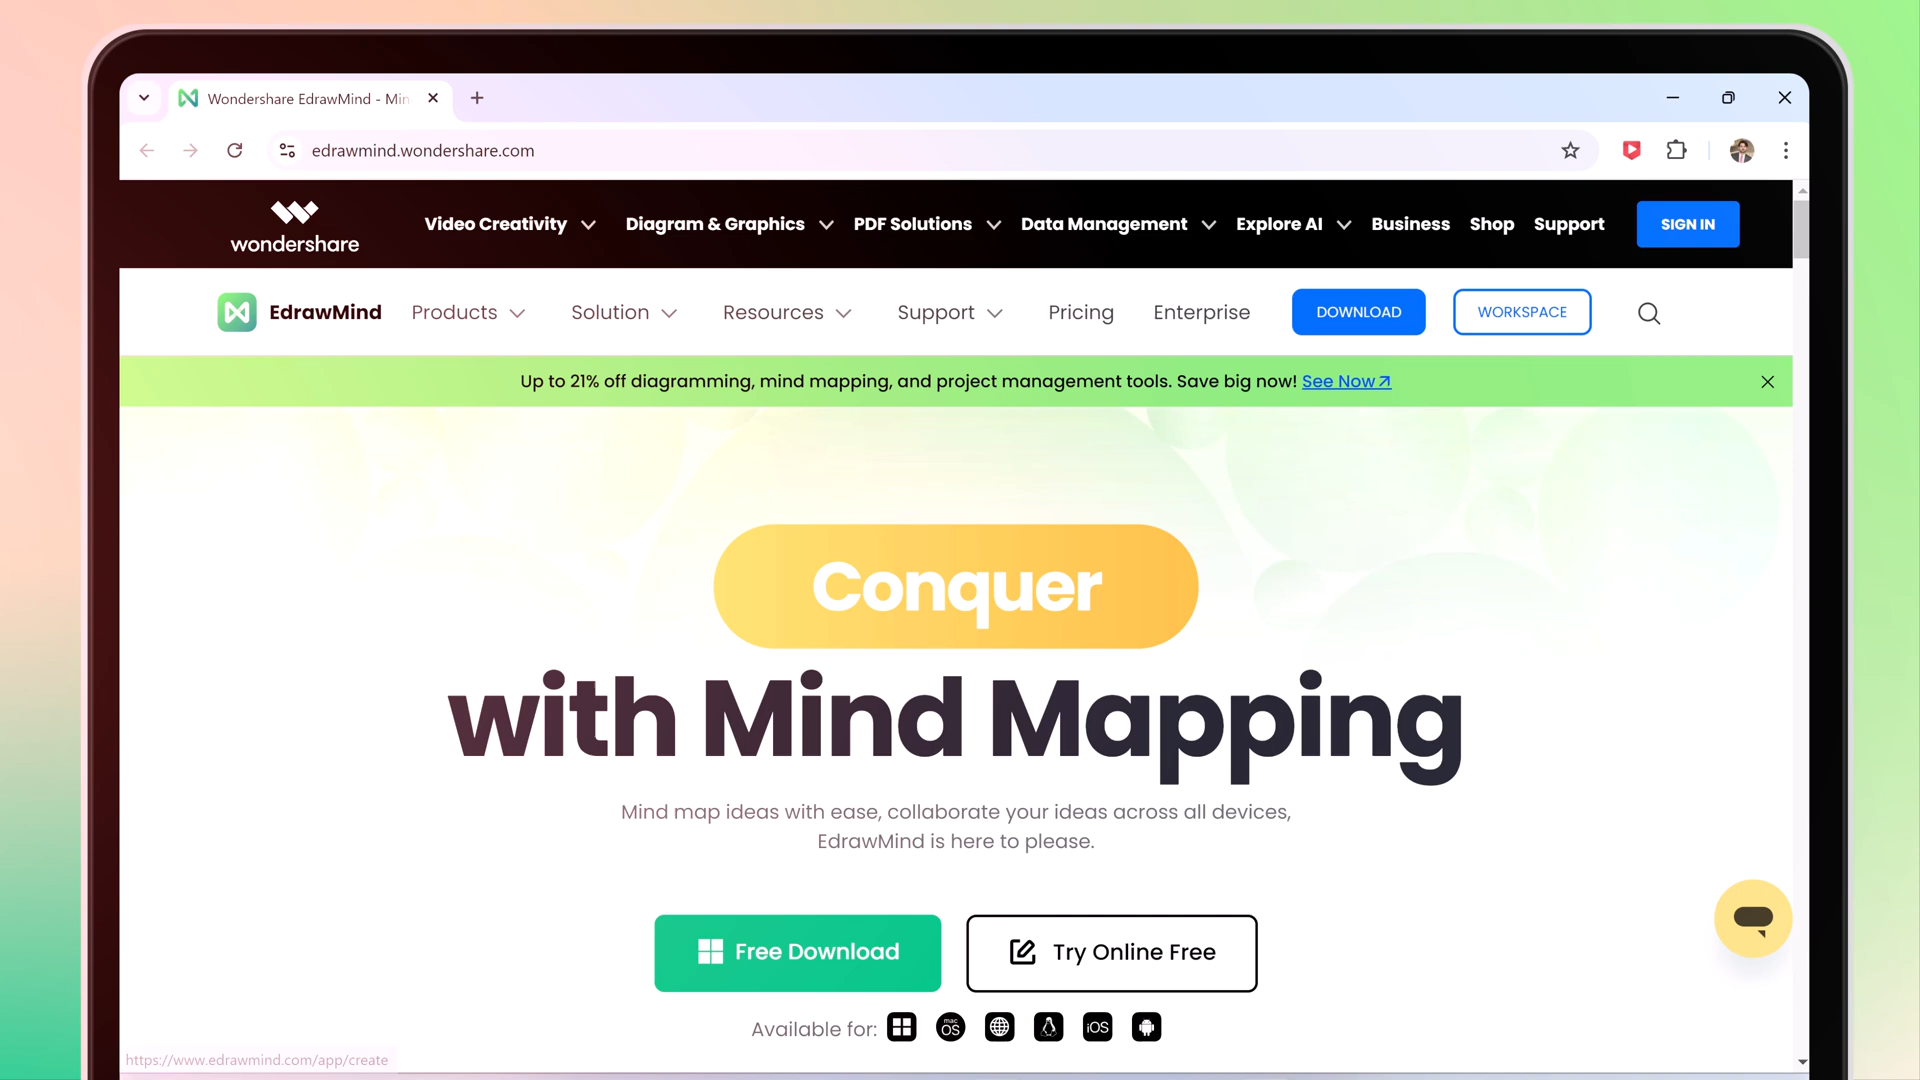 Wondershare EdrawMind - Min
edrawmind.wondershare.com
wondershare
Video Creativity
Diagram & Graphics
PDF Solutions
Data Management
Explore AI
Business
Shop
Support
SIGN IN
EdrawMind
Products
Solution
Resources
Support
Pricing
Enterprise
DOWNLOAD
WORKSPACE
Up to 21% off diagramming, mind mapping, and project management tools. Save big now! See Now
Conquer
with Mind Mapping
Mind map ideas with ease, collaborate your ideas across all devices,
EdrawMind is here to please.
Free Download
Try Online Free
Available for:
mac
OS
iOS
https://www.edrawmind.com/app/create